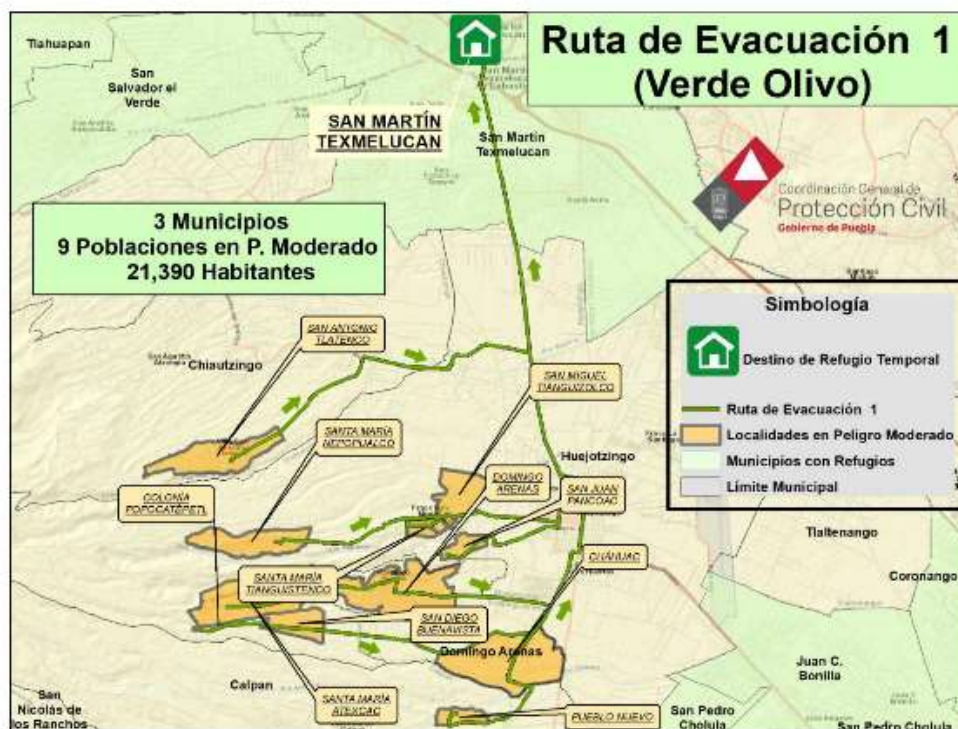 Ruta de Evacuación 1
(Verde Olivo)
Tlahuapan
San
Salvador el
Verde
SAN MARTÍN
TEXMELUCAN
San Martín
Texmelucan
Coordinación General de
Protección Civil
Gobierno de Puebla
3 Municipios
9 Poblaciones en P. Moderado
21,390 Habitantes
Simbología
Destino de Refugio Temporal
Ruta de Evacuación 1
Localidades en Peligro Moderado
Municipios con Refugios
Límite Municipal
SAN ANTONIO
TLATENCO
Chiautzingo
SAN MIGUEL
TIANGUIZOLCO
SANTA MARÍA
NEPOPUALCO
Huejotzingo
DOMINGO
ARENAS
SAN JUAN
PANCOAC
COLONIA
POPOCATÉPETL
CUÁHUAC
Tlaltenango
Coronango
SANTA MARÍA
TIANGUISTENCO
SAN DIEGO
BUENAVISTA
Domingo Arenas
Juan C.
Bonilla
Calpan
San
Nicolás de
los Ranchos
SANTA MARÍA
ATEXCAC
PUEBLO NUEVO
San Pedro
Cholula
San Pedro Cholula